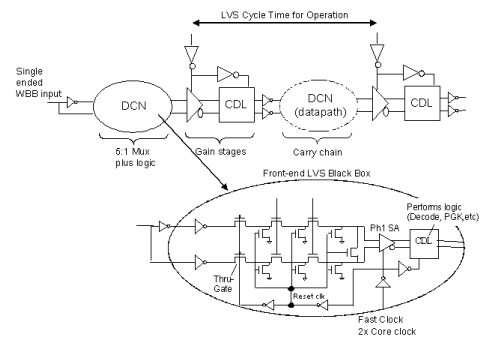 LVS Cycle Time for Operation
Single
ended
WBB input
DCN
CDL
DCN
(datapath)
CDL
5:1 Mux
plus logic
Gain stages
Carry chain
Front-end LVS Black Box
Performs logic
(Decode, PGK,etc)
Ph1 SA
CDL
Thru-
Gate
Reset clk
Fast Clock
2x Core clock